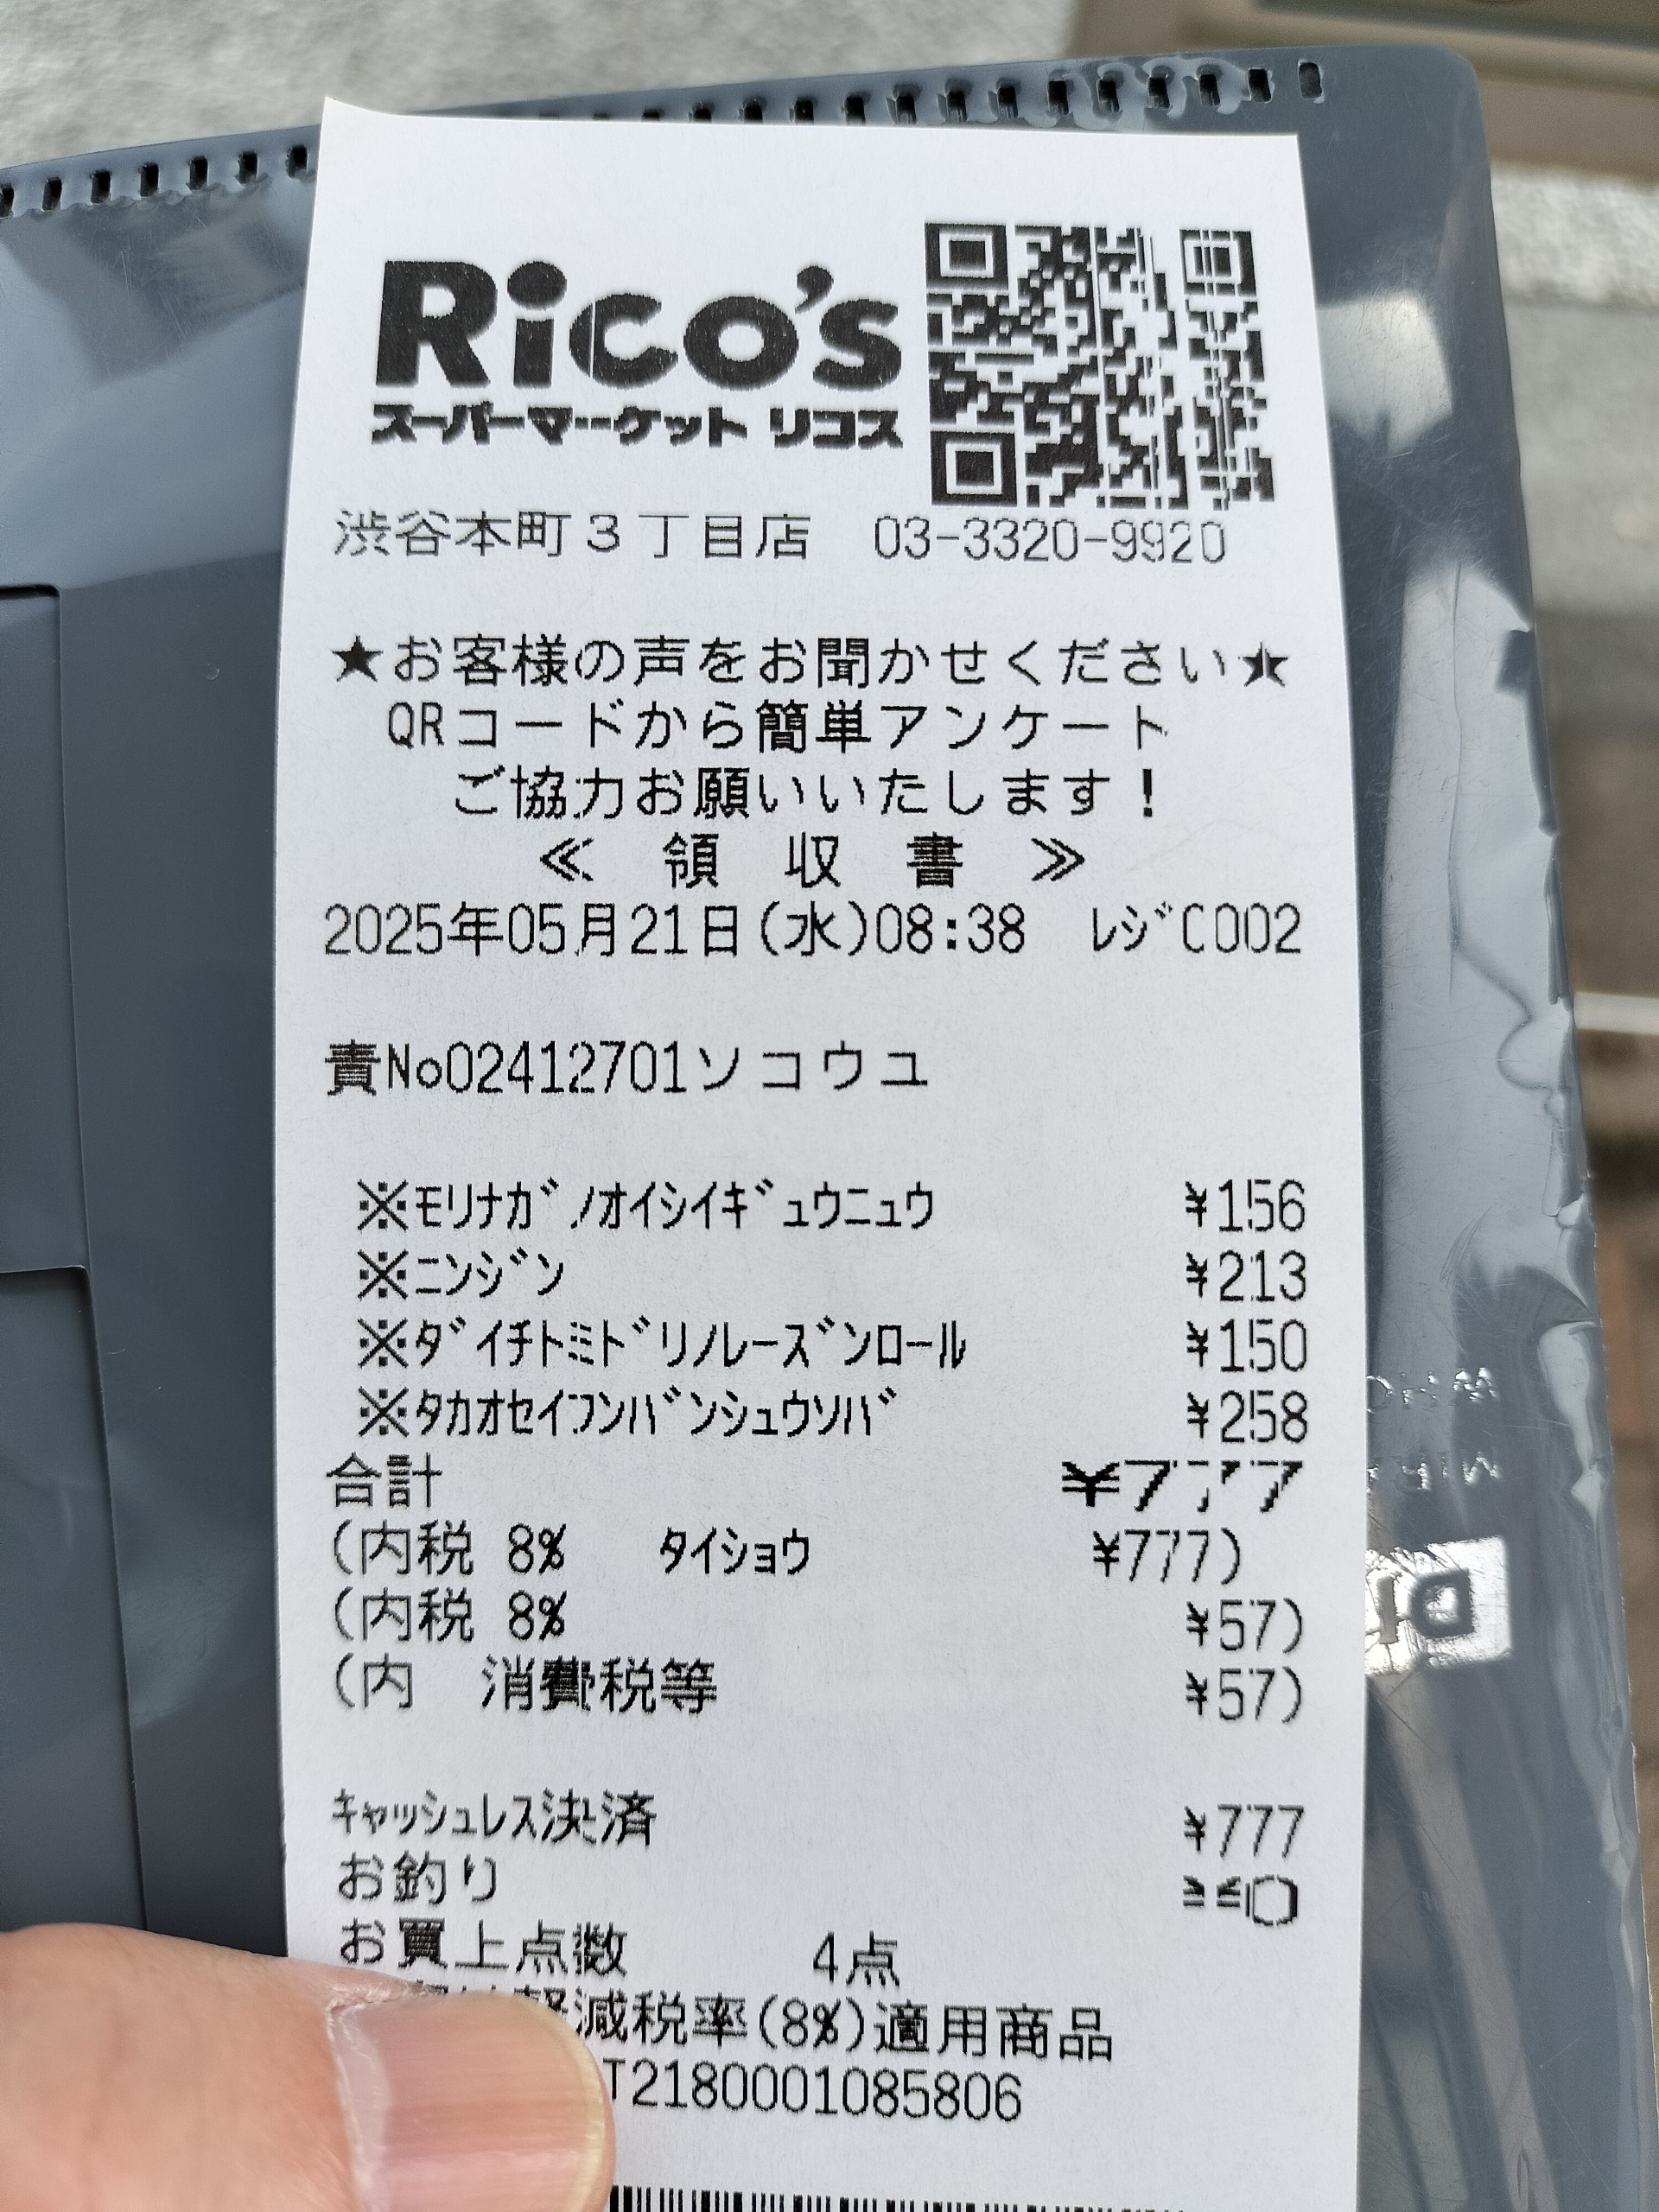 Rico's
スーパーマーケット リコス
渋谷本町3丁目店 03-3320-9920
★お客様の声をお聞かせください★
QRコードから簡単アンケート
ご協力お願いいたします！
≪ 領 収 書 ≫
2025年05月21日(水)08:38 ﾚｼﾞC002
責No02412701ソコウユ
※ﾓﾘﾅｶﾞﾉｵｲｼｲｷﾞｭｳﾆｭｳ ¥156
※ﾆﾝｼﾞﾝ ¥213
※ﾀﾞｲﾁﾄﾐﾄﾞﾘﾉﾚｰｽﾞﾝﾛｰﾙ ¥150
※ﾀｶｵｾｲﾌﾝﾊﾞﾝｼｭｳｿﾊﾞ ¥258
合計 ¥777
(内税 8% ﾀｲｼｮｳ ¥777)
(内税 8% ¥57)
(内 消費税等 ¥57)
ｷｬｯｼｭﾚｽ決済 ¥777
お釣り
お買上点数 4点
軽減税率(8%)適用商品
T2180001085806